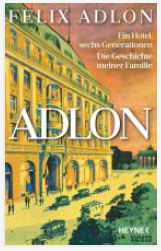 FELIX ADLON
Ein Hotel,
sechs Generationen
Die Geschichte
meiner Familie
ADLON
HEYNE